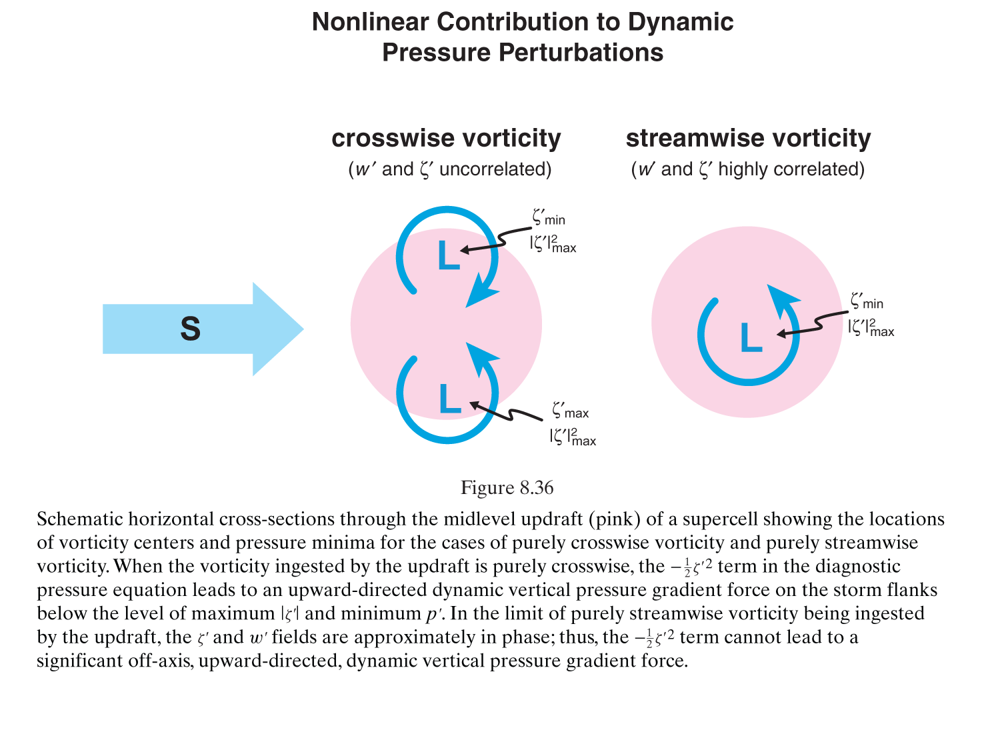 Nonlinear Contribution to Dynamic
Pressure Perturbations
crosswise vorticity
(w′ and ζ′ uncorrelated)
streamwise vorticity
(w′ and ζ′ highly correlated)
ζ′min
|ζ′|²max
L
S
L
ζ′max
|ζ′|²max
ζ′min
|ζ′|²max
L
Figure 8.36
Schematic horizontal cross-sections through the midlevel updraft (pink) of a supercell showing the locations
of vorticity centers and pressure minima for the cases of purely crosswise vorticity and purely streamwise
vorticity. When the vorticity ingested by the updraft is purely crosswise, the −½ζ′² term in the diagnostic
pressure equation leads to an upward-directed dynamic vertical pressure gradient force on the storm flanks
below the level of maximum |ζ′| and minimum p′. In the limit of purely streamwise vorticity being ingested
by the updraft, the ζ′ and w′ fields are approximately in phase; thus, the −½ζ′² term cannot lead to a
significant off-axis, upward-directed, dynamic vertical pressure gradient force.